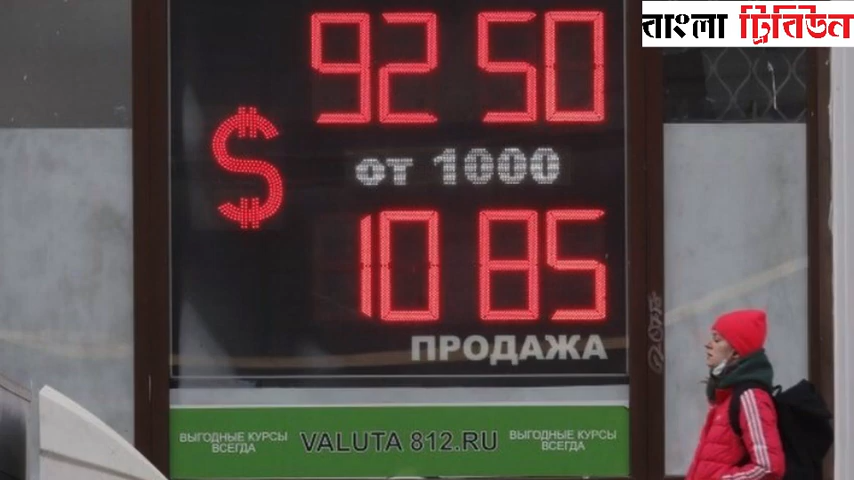 বাংলা ট্রিবিউন
92 50
$
от 1000
10 85
ПРОДАЖА
ВЫГОДНЫЕ КУРСЫ
ВСЕГДА
VALUTA 812.RU
ВЫГОДНЫЕ КУРСЫ
ВСЕГДА